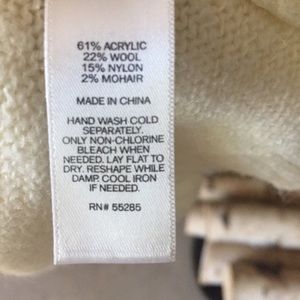 61% ACRYLIC
22% WOOL
15% NYLON
2% MOHAIR
MADE IN CHINA
HAND WASH COLD
SEPARATELY.
ONLY NON-CHLORINE
BLEACH WHEN
NEEDED. LAY FLAT TO
DRY. RESHAPE WHILE
DAMP. COOL IRON
IF NEEDED.
RN# 55285